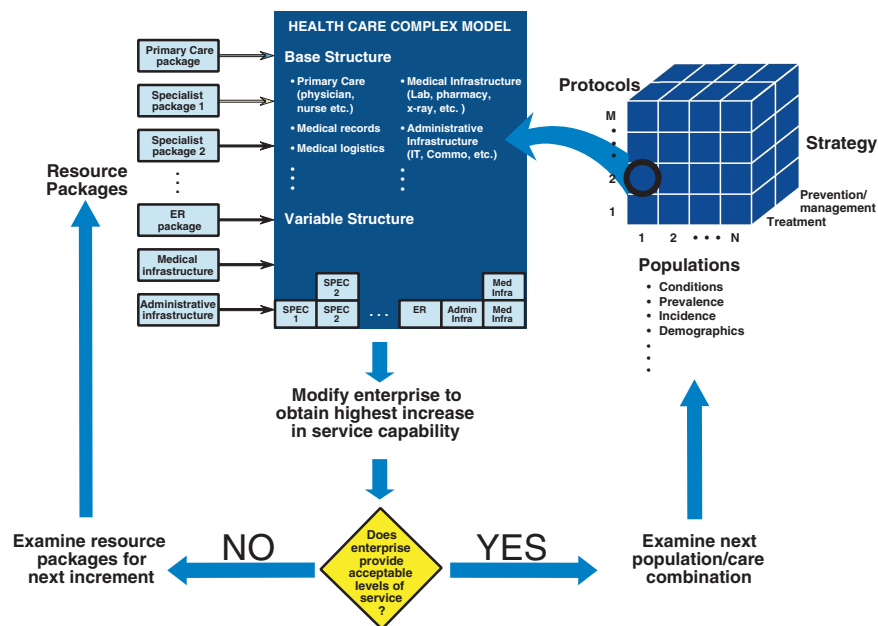 HEALTH CARE COMPLEX MODEL
Base Structure
• Primary Care
(physician,
nurse etc.)
• Medical records
• Medical logistics
• Medical Infrastructure
(Lab, pharmacy,
x-ray, etc. )
• Administrative
Infrastructure
(IT, Commo, etc.)
Variable Structure
SPEC
2
Med
Infra
SPEC
1
SPEC
2
. . .
ER
Admin
Infra
Med
Infra
Primary Care
package
Specialist
package 1
Specialist
package 2
ER
package
Medical
infrastructure
Administrative
infrastructure
Resource
Packages
Protocols
M
2
1
Strategy
Prevention/
management
Treatment
1 2 • • • N
Populations
• Conditions
• Prevalence
• Incidence
• Demographics
Modify enterprise to
obtain highest increase
in service capability
Does
enterprise
provide
acceptable
levels of
service
?
NO
YES
Examine resource
packages for
next increment
Examine next
population/care
combination